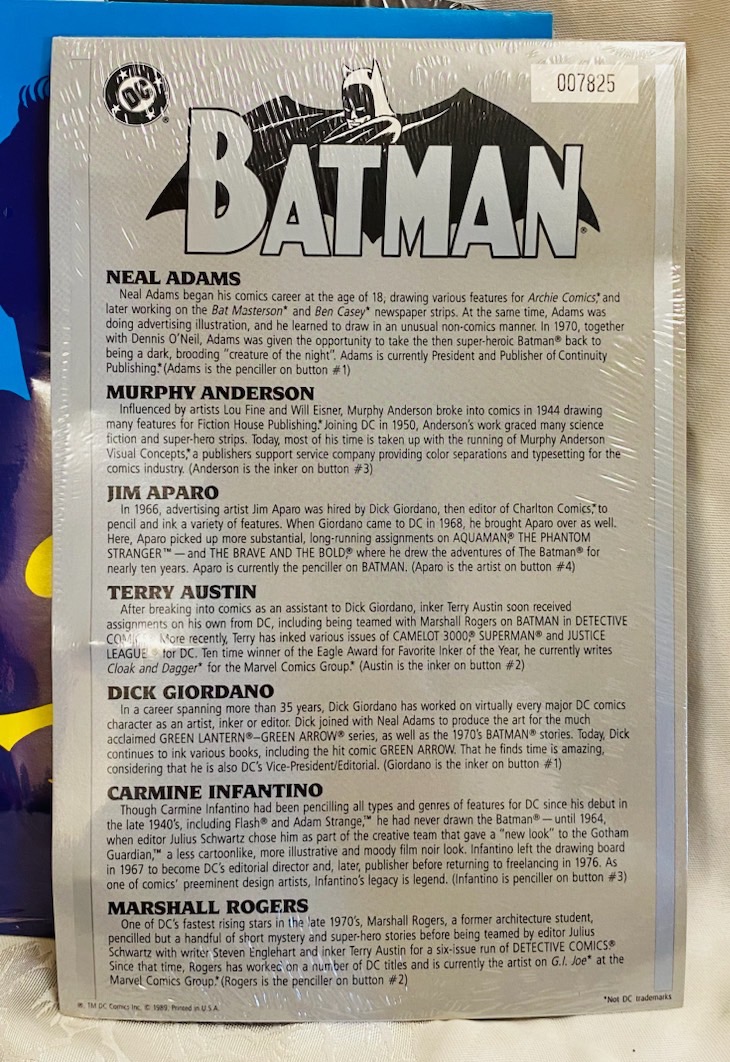 DC
®
007825
BATMAN®
NEAL ADAMS
Neal Adams began his comics career at the age of 18, drawing various features for Archie Comics,* and
later working on the Bat Masterson* and Ben Casey* newspaper strips. At the same time, Adams was
doing advertising illustration, and he learned to draw in an unusual non-comics manner. In 1970, together
with Dennis O'Neil, Adams was given the opportunity to take the then super-heroic Batman® back to
being a dark, brooding "creature of the night". Adams is currently President and Publisher of Continuity
Publishing.* (Adams is the penciller on button #1)
MURPHY ANDERSON
Influenced by artists Lou Fine and Will Eisner, Murphy Anderson broke into comics in 1944 drawing
many features for Fiction House Publishing.* Joining DC in 1950, Anderson's work graced many science
fiction and super-hero strips. Today, most of his time is taken up with the running of Murphy Anderson
Visual Concepts,* a publishers support service company providing color separations and typesetting for the
comics industry. (Anderson is the inker on button #3)
JIM APARO
In 1966, advertising artist Jim Aparo was hired by Dick Giordano, then editor of Charlton Comics,* to
pencil and ink a variety of features. When Giordano came to DC in 1968, he brought Aparo over as well.
Here, Aparo picked up more substantial, long-running assignments on AQUAMAN® THE PHANTOM
STRANGER™ — and THE BRAVE AND THE BOLD,® where he drew the adventures of The Batman® for
nearly ten years. Aparo is currently the penciller on BATMAN. (Aparo is the artist on button #4)
TERRY AUSTIN
After breaking into comics as an assistant to Dick Giordano, inker Terry Austin soon received
assignments on his own from DC, including being teamed with Marshall Rogers on BATMAN in DETECTIVE
More recently, Terry has inked various issues of CAMELOT 3000,® SUPERMAN® and JUSTICE
LEAGUE for DC. Ten time winner of the Eagle Award for Favorite Inker of the Year, he currently writes
Cloak and Dagger* for the Marvel Comics Group.* (Austin is the inker on button #2)
DICK GIORDANO
In a career spanning more than 35 years, Dick Giordano has worked on virtually every major DC comics
character as an artist, inker or editor. Dick joined with Neal Adams to produce the art for the much
acclaimed GREEN LANTERN®–GREEN ARROW® series, as well as the 1970's BATMAN® stories. Today, Dick
continues to ink various books, including the hit comic GREEN ARROW. That he finds time is amazing,
considering that he is also DC's Vice-President/Editorial. (Giordano is the inker on button #1)
CARMINE INFANTINO
Though Carmine Infantino had been pencilling all types and genres of features for DC since his debut in
the late 1940's, including Flash® and Adam Strange,™ he had never drawn the Batman® — until 1964,
when editor Julius Schwartz chose him as part of the creative team that gave a "new look" to the Gotham
Guardian,™ a less cartoonlike, more illustrative and moody film noir look. Infantino left the drawing board
in 1967 to become DC's editorial director and, later, publisher before returning to freelancing in 1976. As
one of comics' preeminent design artists, Infantino's legacy is legend. (Infantino is penciller on button #3)
MARSHALL ROGERS
One of DC's fastest rising stars in the late 1970's, Marshall Rogers, a former architecture student,
pencilled but a handful of short mystery and super-hero stories before being teamed by editor Julius
Schwartz with writer Steven Englehart and inker Terry Austin for a six-issue run of DETECTIVE COMICS®
Since that time, Rogers has worked on a number of DC titles and is currently the artist on G.I. Joe* at the
Marvel Comics Group.* (Rogers is the penciller on button #2)
®, TM DC Comics Inc. © 1989. Printed in U.S.A.
*Not DC trademarks